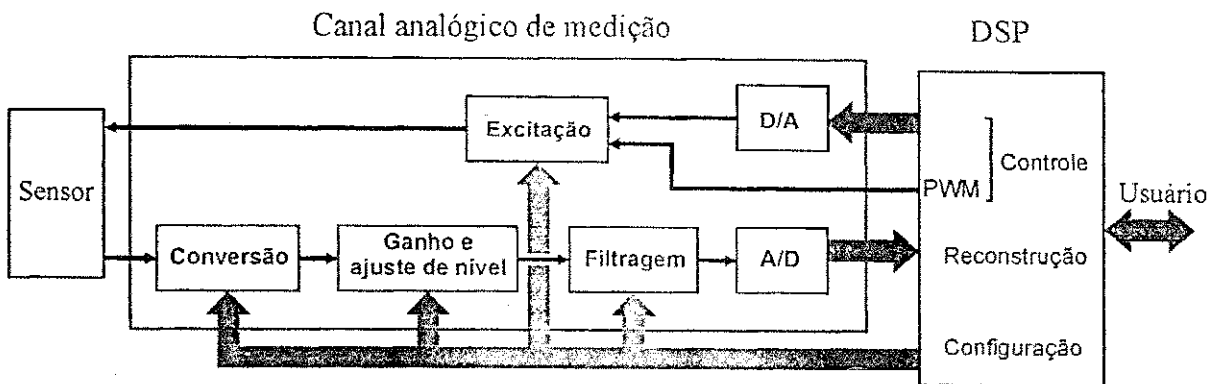 Canal analógico de medição
DSP
Sensor
Excitação
D/A
PWM
Controle
Usuário
Conversão
Ganho e
ajuste de nível
Filtragem
A/D
Reconstrução
Configuração